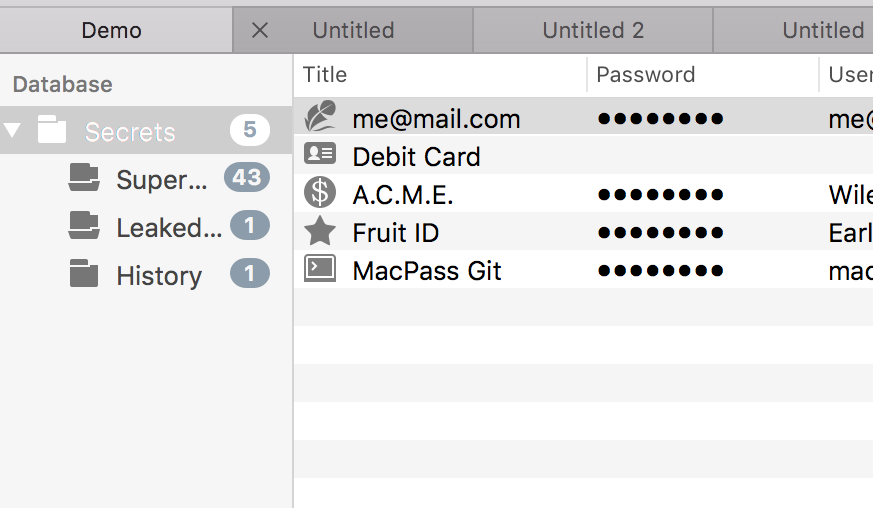 Demo Untitled Untitled 2 Untitled
Database
Secrets 5
Super... 43
Leaked... 1
History 1
Title Password User
me@mail.com ●●●●●●●● me@
Debit Card
A.C.M.E. ●●●●●●●● Wile
Fruit ID ●●●●●●●● Earl
MacPass Git ●●●●●●●● mac